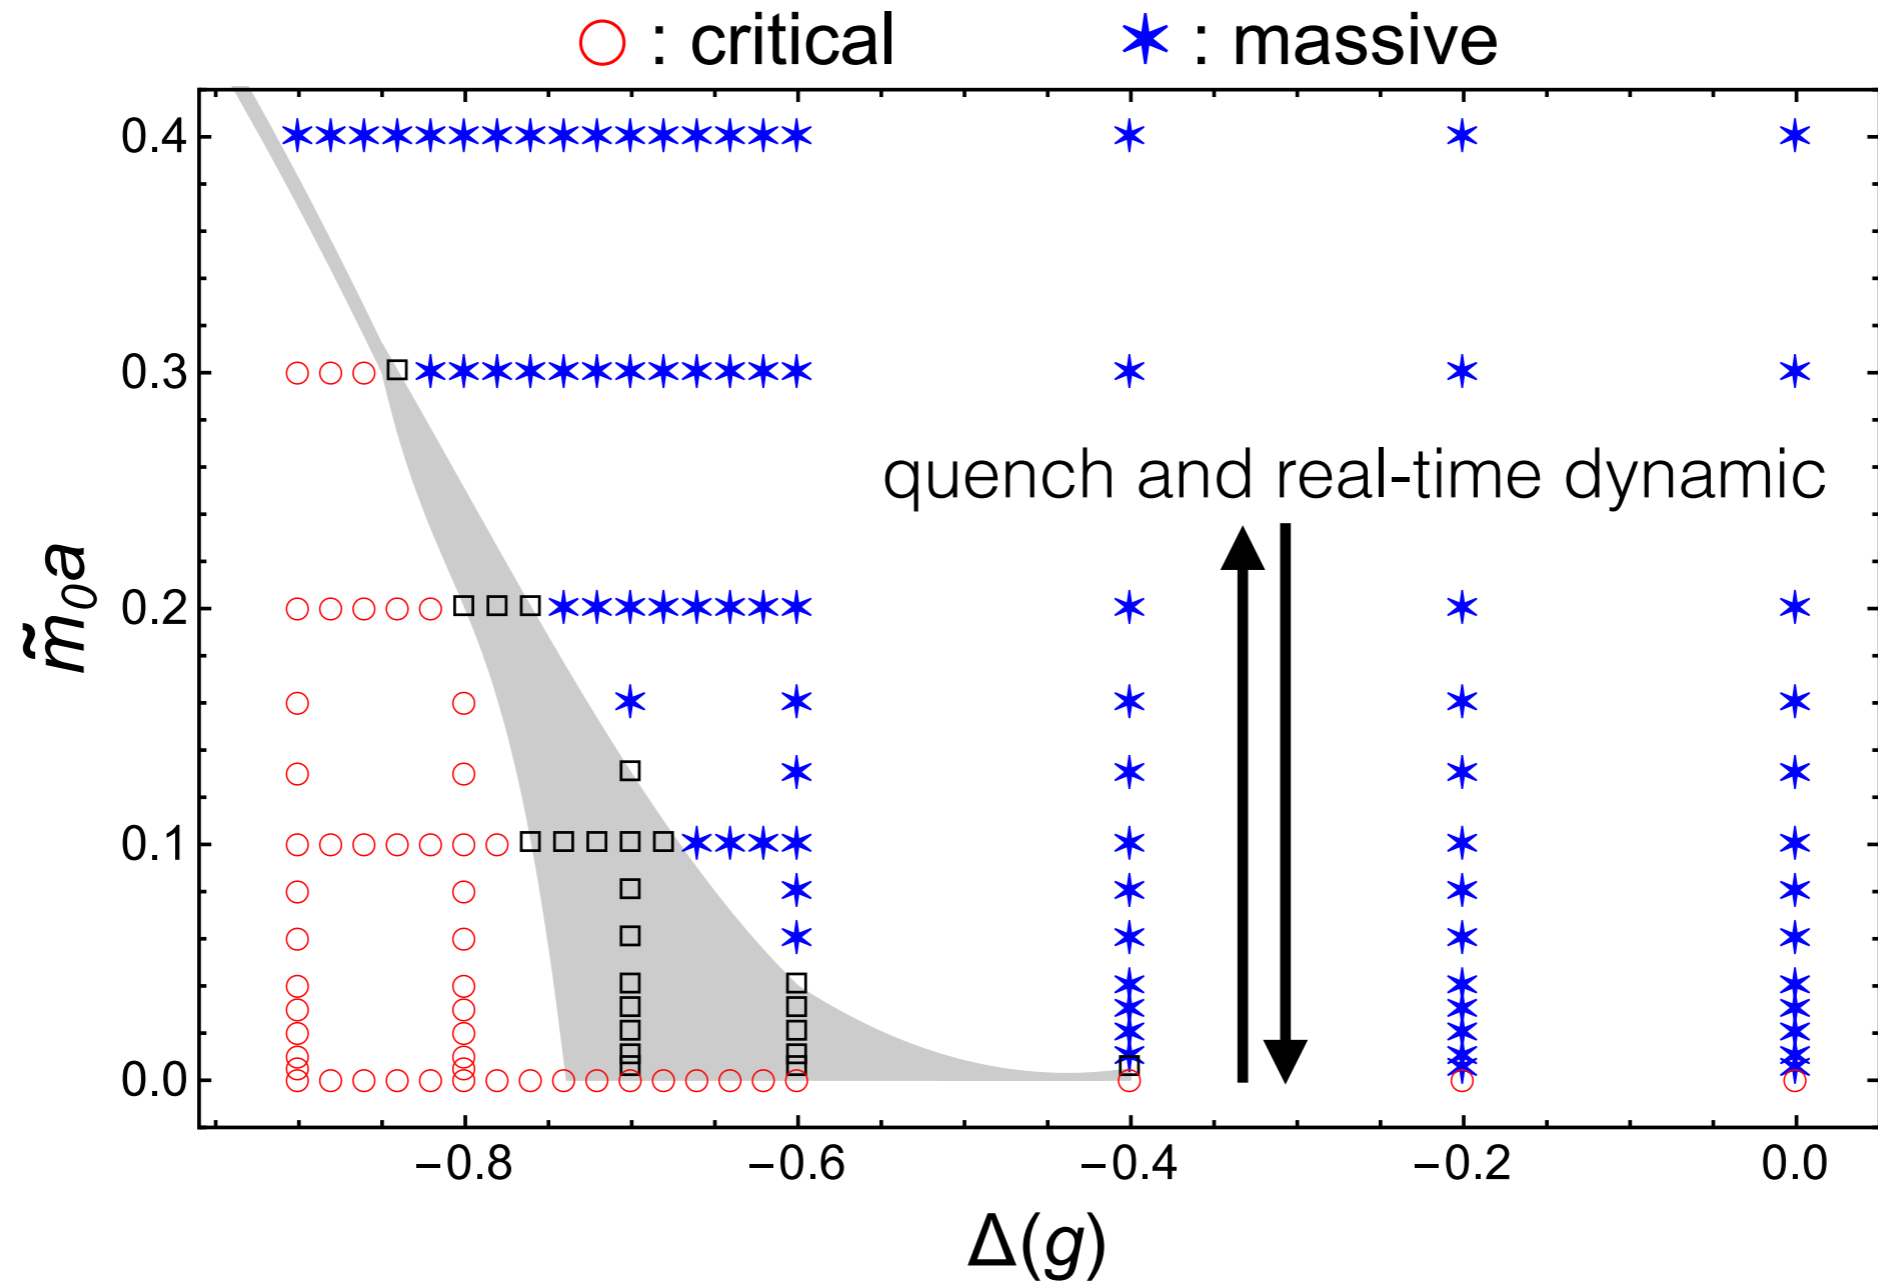 ○ : critical ✶ : massive
0.4
0.3
quench and real-time dynamic
0.2
0.1
0.0
m̃₀a
−0.8 −0.6 −0.4 −0.2 0.0
Δ(g)